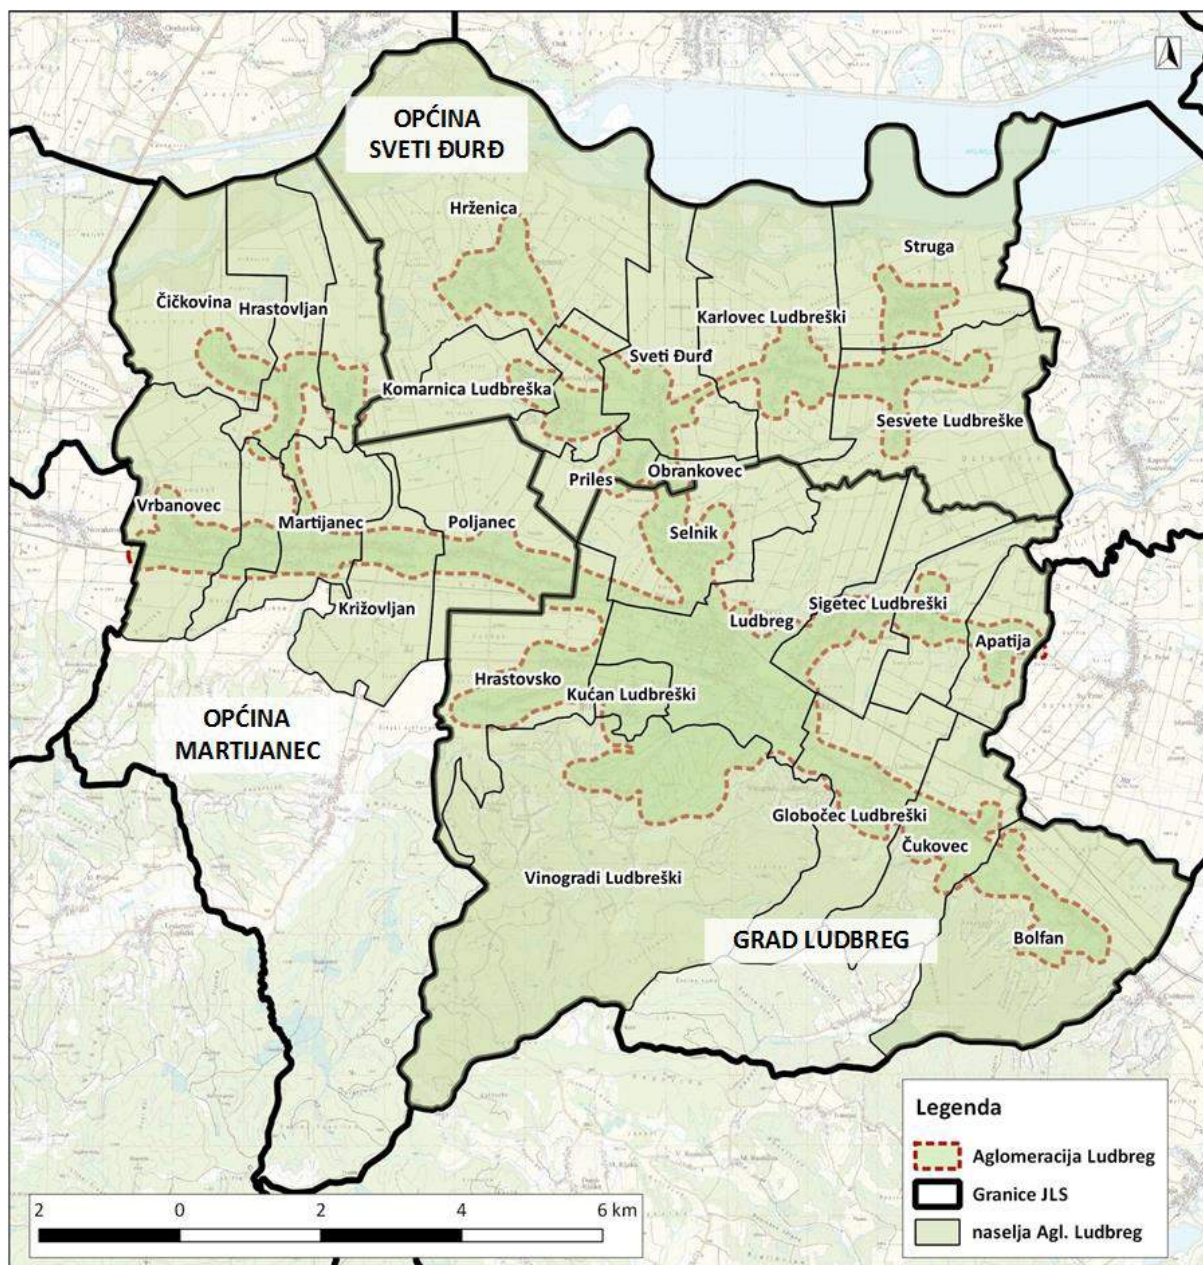 OPĆINA
SVETI ĐURĐ
Hrženica
Struga
Čičkovina
Hrastovljan
Karlovec Ludbreški
Sveti Đurđ
Komarnica Ludbreška
Sesvete Ludbreške
Obrankovec
Priles
Vrbanovec
Martijanec
Poljanec
Selnik
Križovljan
Ludbreg
Sigetec Ludbreški
Apatija
Hrastovsko
Kućan Ludbreški
OPĆINA
MARTIJANEC
Globočec Ludbreški
Čukovec
Vinogradi Ludbreški
GRAD LUDBREG
Bolfan
Legenda
Aglomeracija Ludbreg
Granice JLS
naselja Agl. Ludbreg
2 0 2 4 6 km